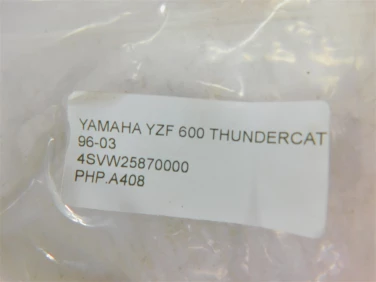 YAMAHA YZF 600 THUNDERCAT
96-03
4SVW25870000
PHP.A408